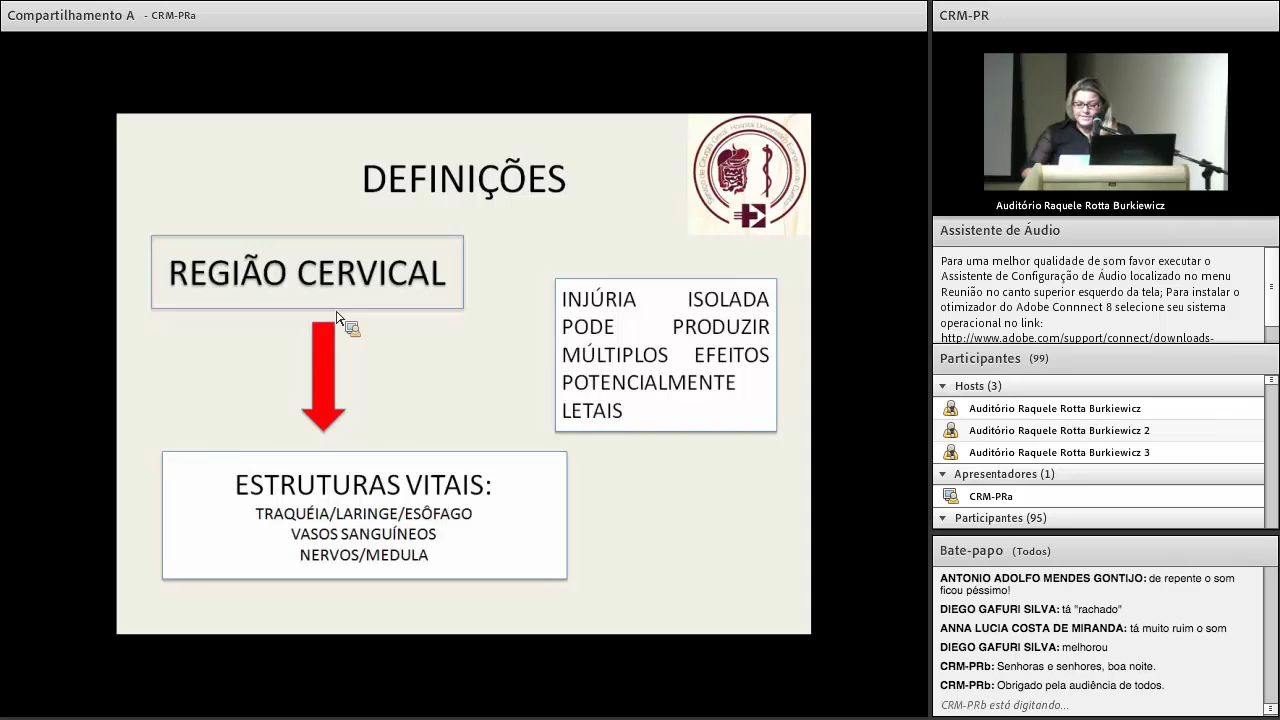 Compartilhamento A - CRM-PRa
DEFINIÇÕES
REGIÃO CERVICAL
INJÚRIA ISOLADA
PODE PRODUZIR
MÚLTIPLOS EFEITOS
POTENCIALMENTE
LETAIS
ESTRUTURAS VITAIS:
TRAQUÉIA/LARINGE/ESÔFAGO
VASOS SANGUÍNEOS
NERVOS/MEDULA
CRM-PR
Auditório Raquele Rotta Burkiewicz
Assistente de Áudio
Para uma melhor qualidade de som favor executar o
Assistente de Configuração de Áudio localizado no menu
Reunião no canto superior esquerdo da tela; Para instalar o
otimizador do Adobe Connnect 8 selecione seu sistema
operacional no link:
http://www.adobe.com/support/connect/downloads-
Participantes (99)
Hosts (3)
Auditório Raquele Rotta Burkiewicz
Auditório Raquele Rotta Burkiewicz 2
Auditório Raquele Rotta Burkiewicz 3
Apresentadores (1)
CRM-PRa
Participantes (95)
Bate-papo (Todos)
ANTONIO ADOLFO MENDES GONTIJO: de repente o som
ficou péssimo!
DIEGO GAFURI SILVA: tá "rachado"
ANNA LUCIA COSTA DE MIRANDA: tá muito ruim o som
DIEGO GAFURI SILVA: melhorou
CRM-PRb: Senhoras e senhores, boa noite.
CRM-PRb: Obrigado pela audiência de todos.
CRM-PRb está digitando...